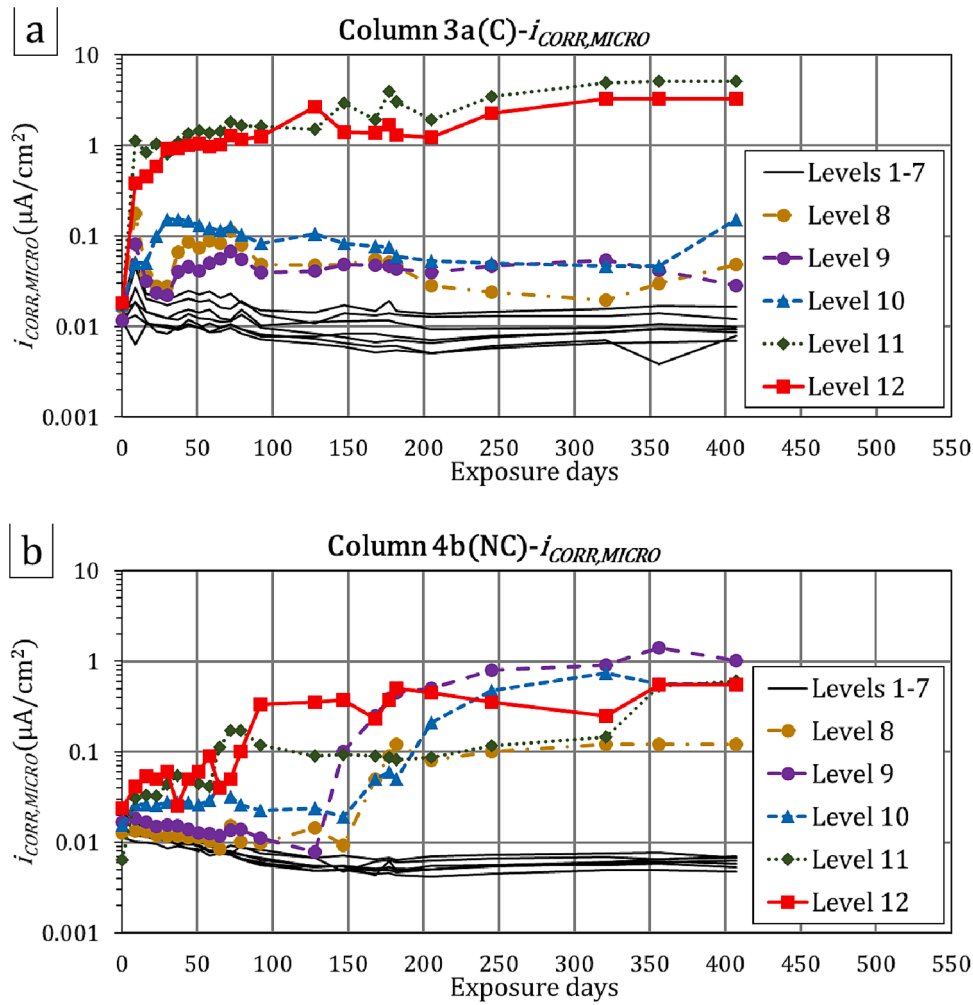 a
Column 3a(C)-iCORR,MICRO
iCORR,MICRO(µA/cm²)
10
1
0.1
0.01
0.001
Levels 1-7
Level 8
Level 9
Level 10
Level 11
Level 12
0 50 100 150 200 250 300 350 400 450 500 550
Exposure days
b
Column 4b(NC)-iCORR,MICRO
iCORR,MICRO(µA/cm²)
10
1
0.1
0.01
0.001
Levels 1-7
Level 8
Level 9
Level 10
Level 11
Level 12
0 50 100 150 200 250 300 350 400 450 500 550
Exposure days